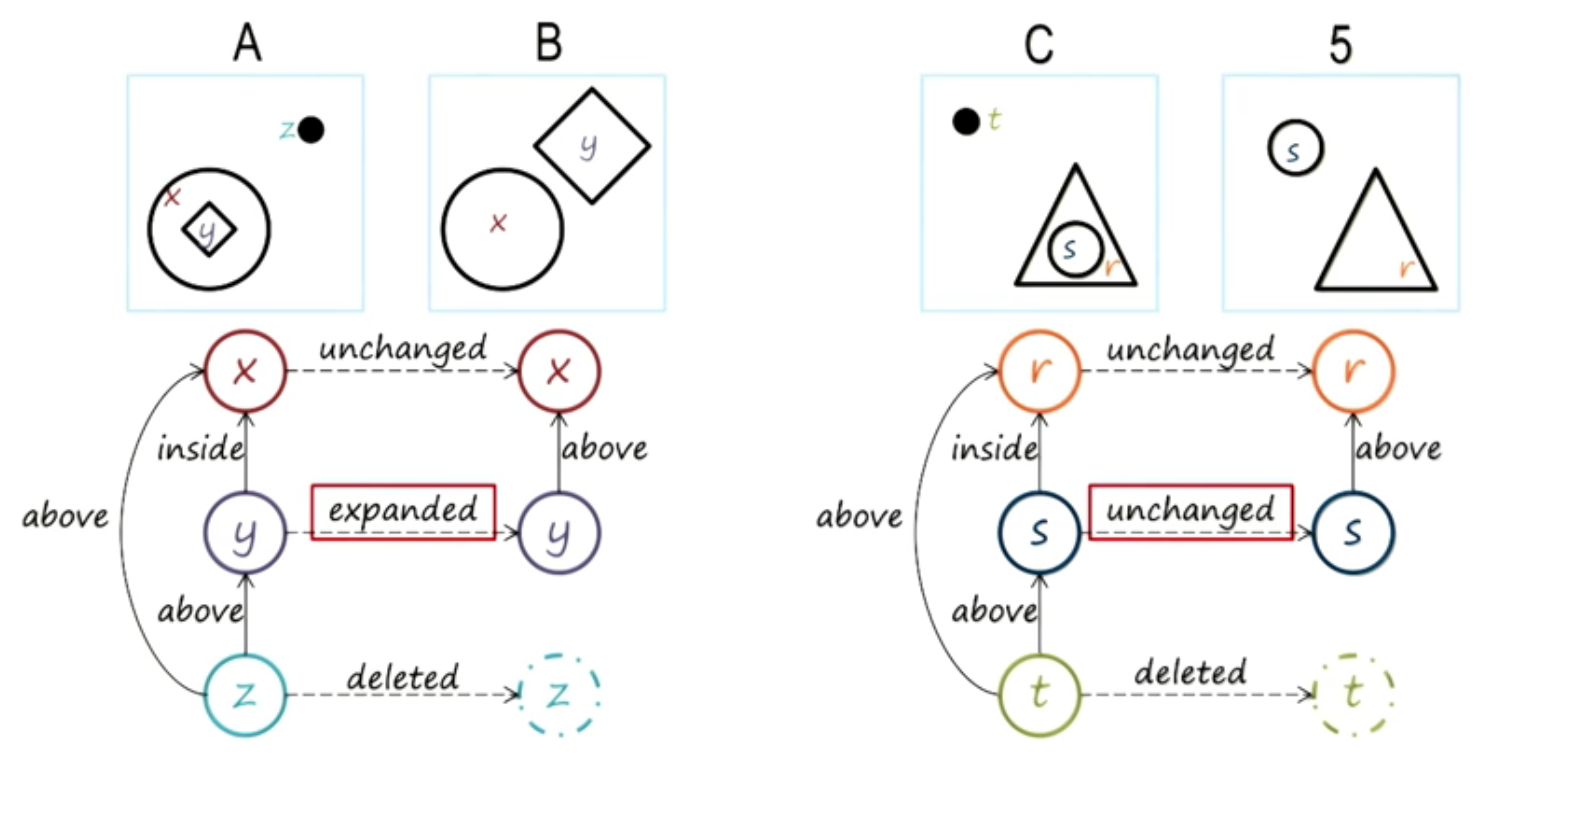 A B C 5
z t
y s
x s
y x r r
x unchanged x r unchanged r
inside above inside above
above y expanded y above s unchanged s
above above
z deleted z t deleted t